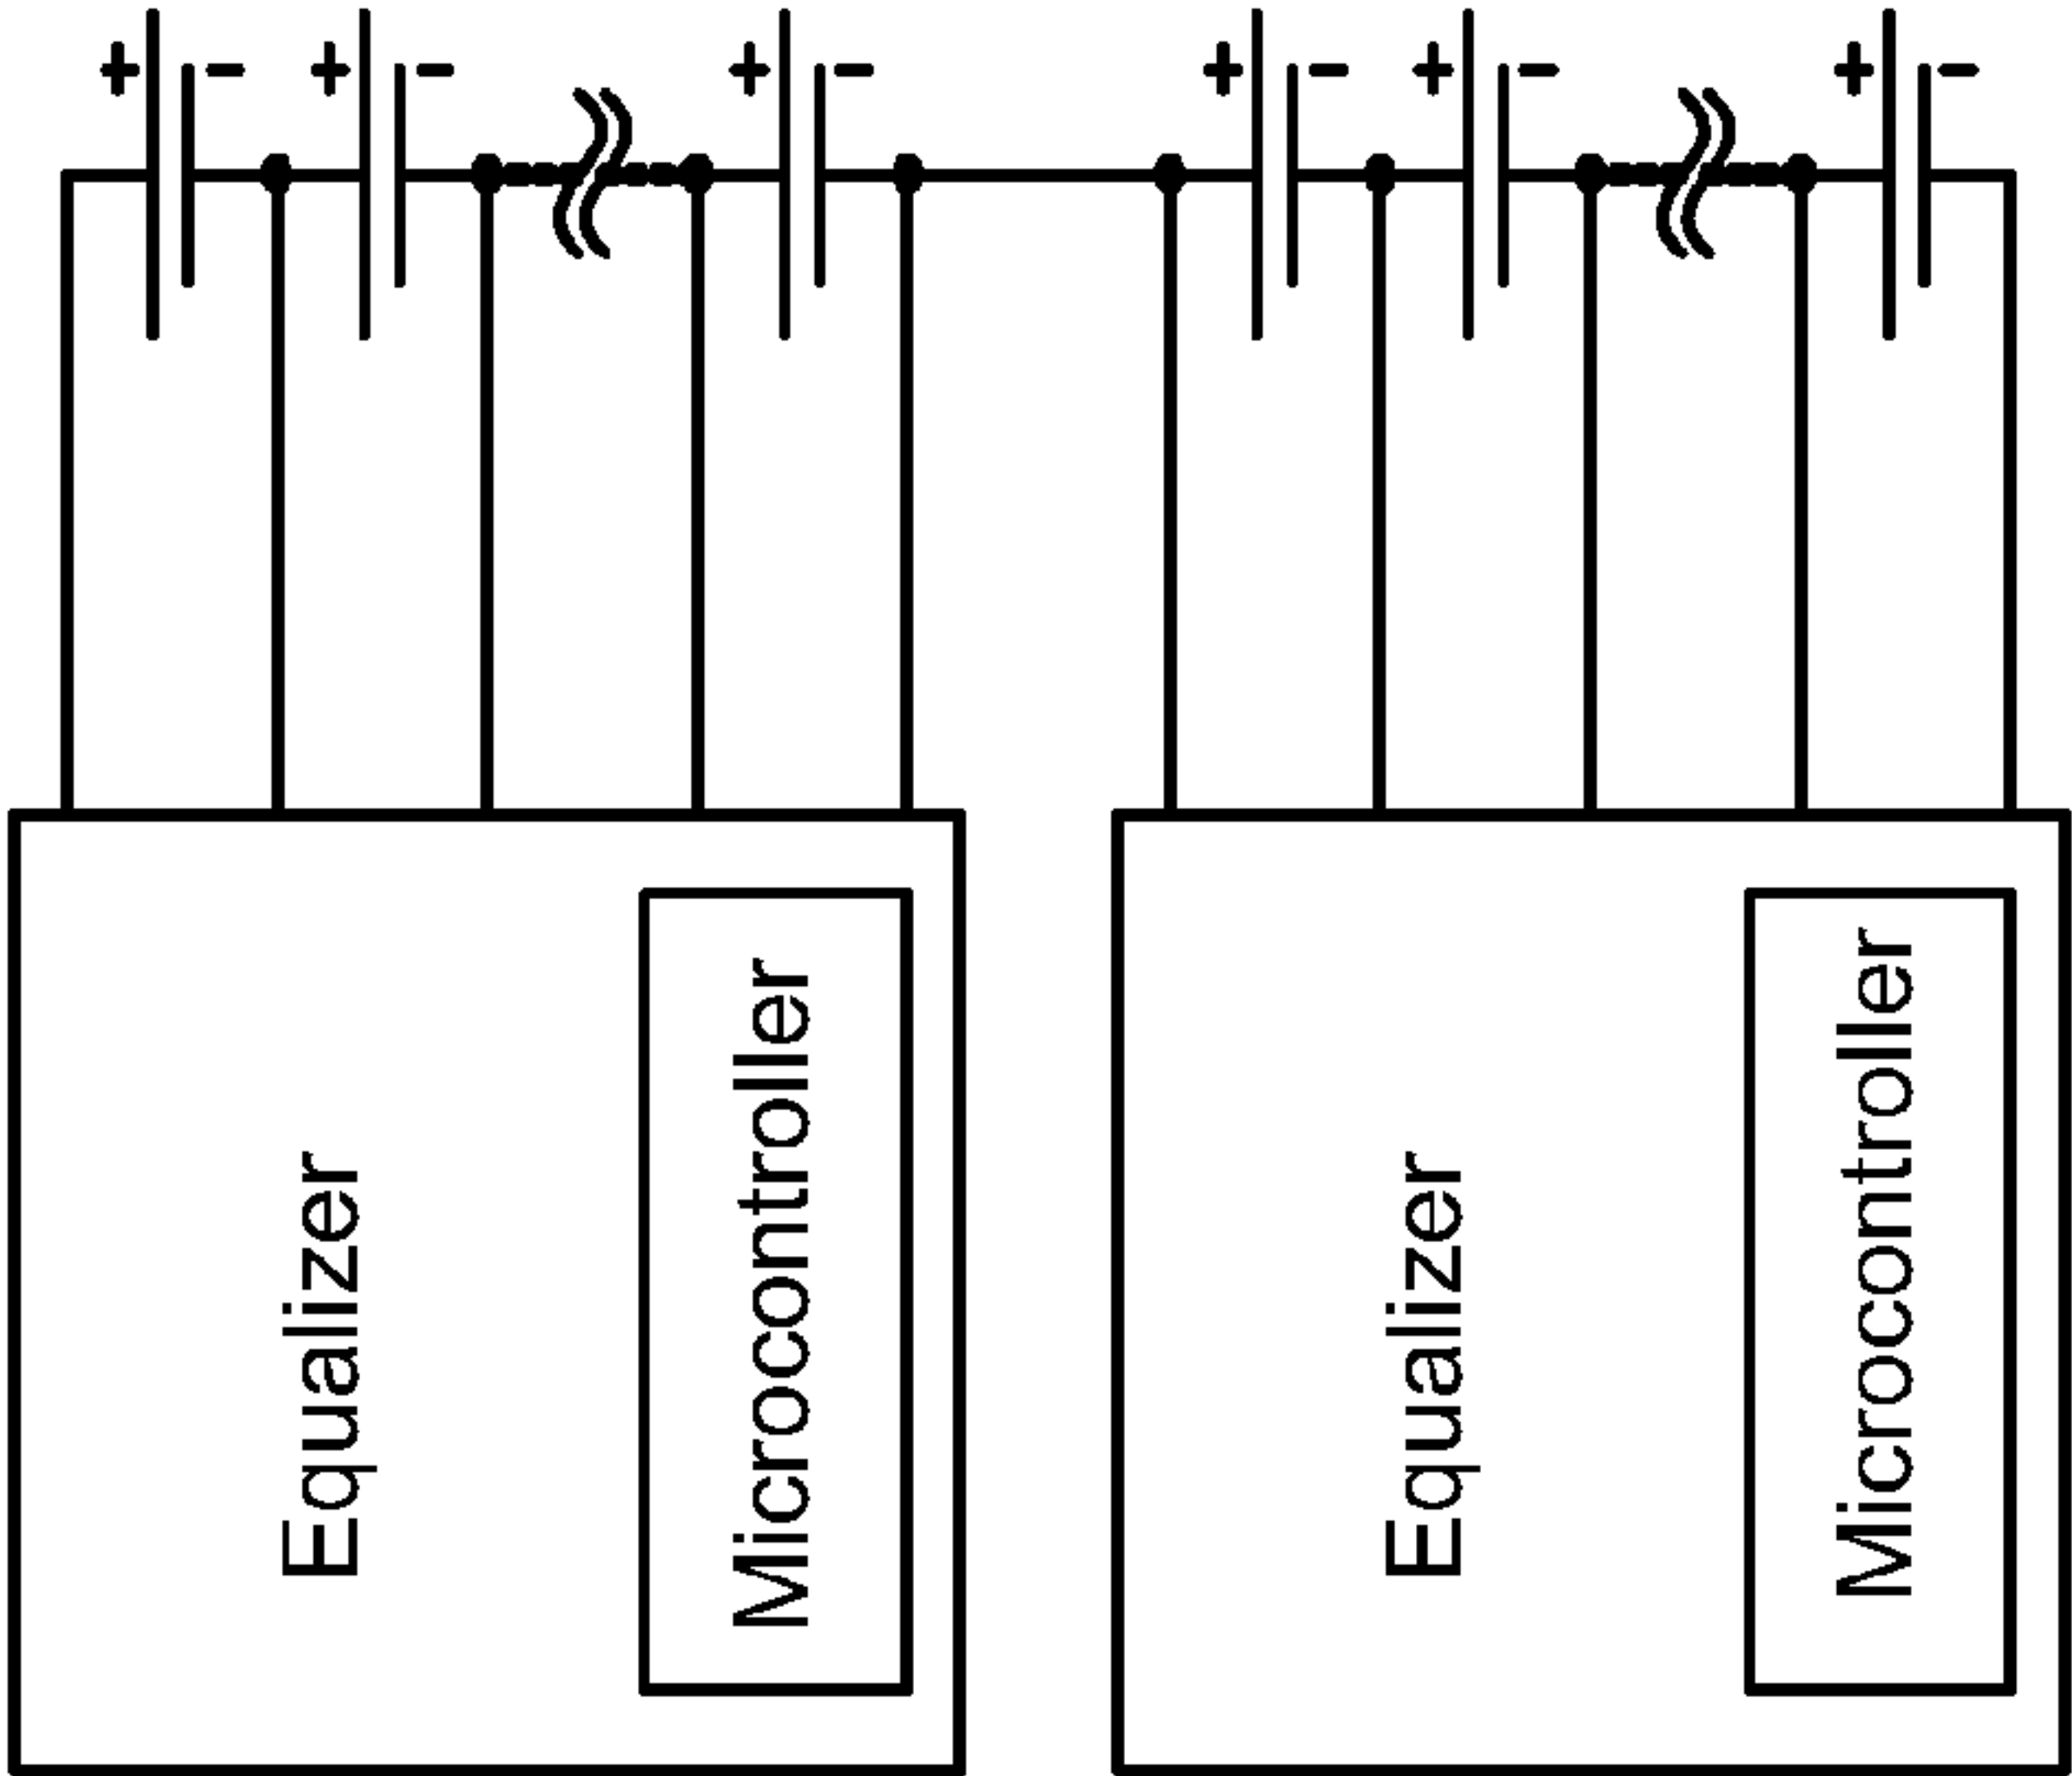 + - + - + - + - + - + -
Equalizer
Microcontroller
Equalizer
Microcontroller